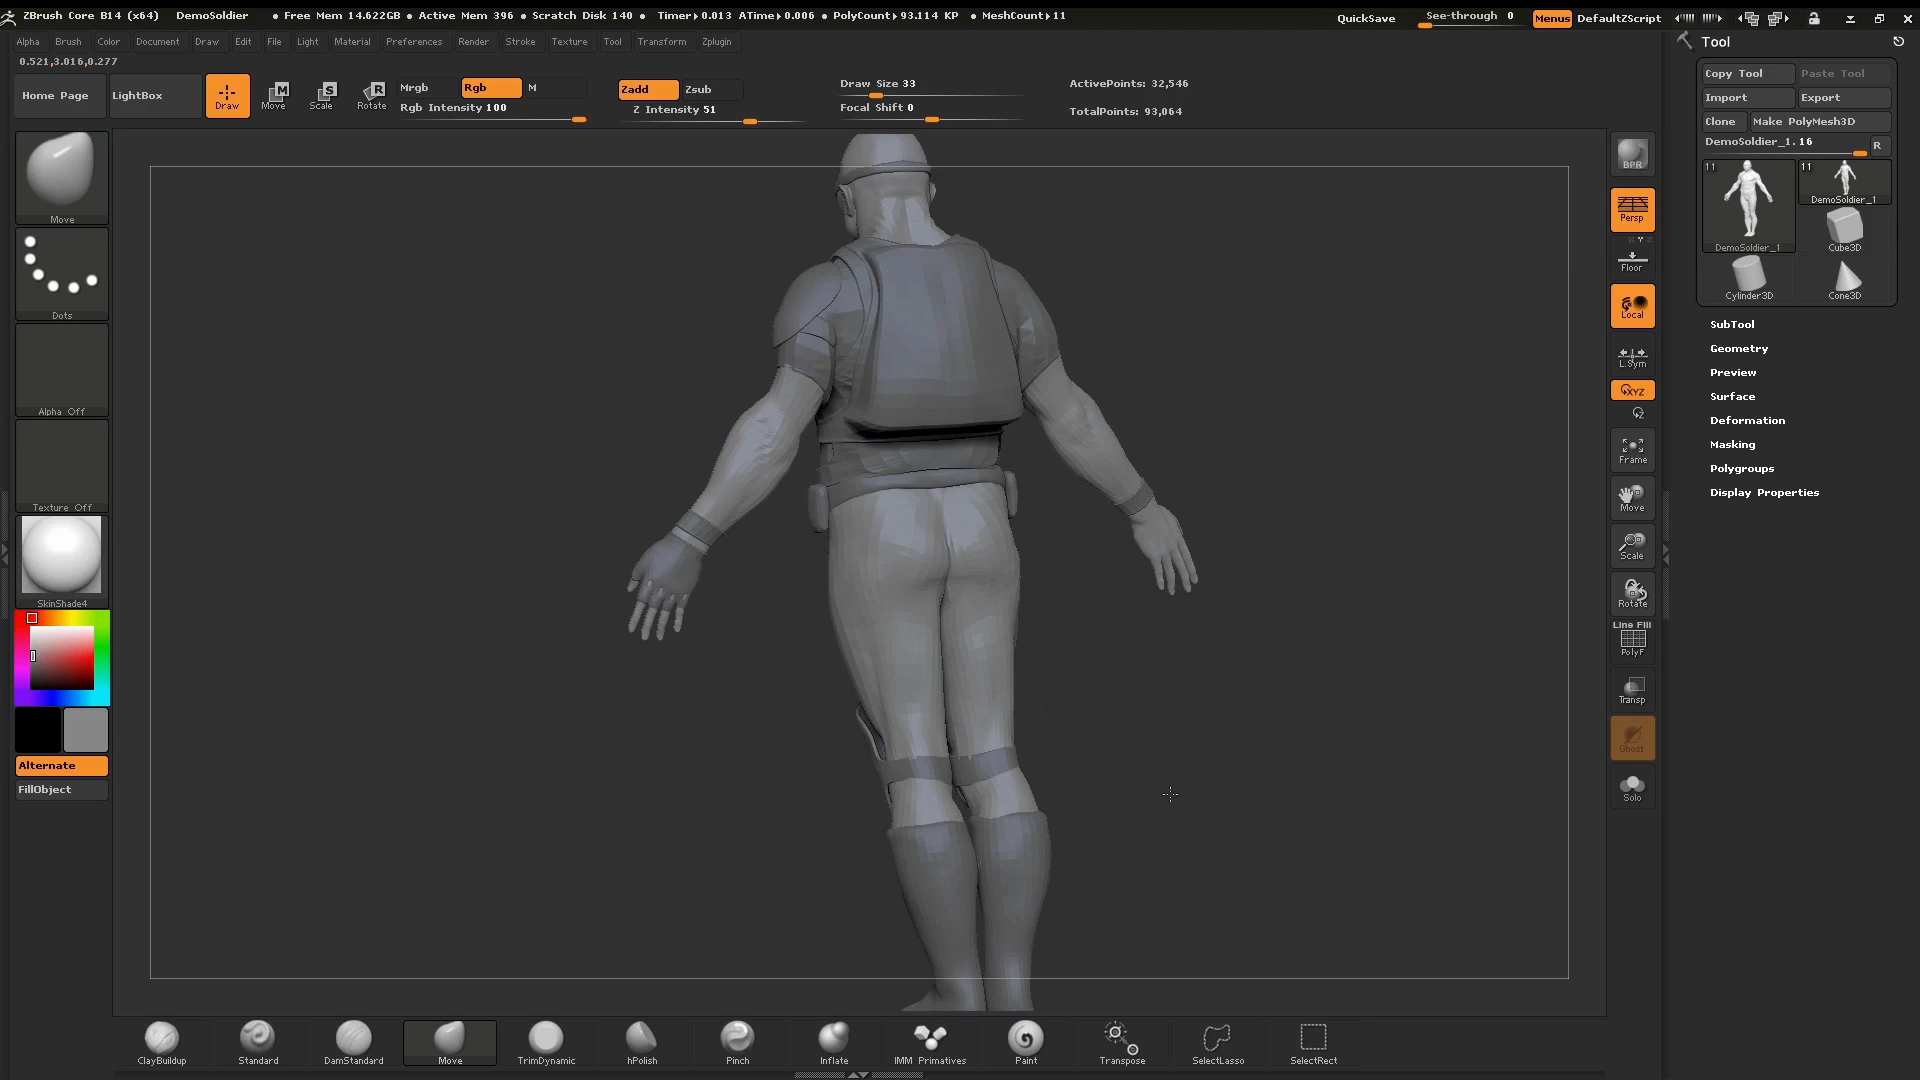 ZBrush Core B14 (x64) DemoSoldier • Free Mem 14.622GB • Active Mem 396 • Scratch Disk 140 • Timer▸0.013 ATime▸0.006 • PolyCount▸93.114 KP • MeshCount▸11 QuickSave See-through 0 Menus DefaultZScript
Alpha Brush Color Document Draw Edit File Light Material Preferences Render Stroke Texture Tool Transform Zplugin
0.521,3.016,0.277
Home Page LightBox Draw Move Scale Rotate
M S R
Mrgb Rgb M
Rgb Intensity 100
Zadd Zsub
Z Intensity 51
Draw Size 33
Focal Shift 0
ActivePoints: 32,546
TotalPoints: 93,064
Move
Dots
Alpha Off
Texture Off
SkinShade4
Alternate
FillObject
BPR
Persp
Floor
Local
L.Sym
XYZ
Z
Frame
Move
Scale
Rotate
Line Fill
PolyF
Transp
Ghost
Solo
Tool
Copy Tool Paste Tool
Import Export
Clone Make PolyMesh3D
DemoSoldier_1. 16 R
11 11
DemoSoldier_1
DemoSoldier_1 Cube3D
Cylinder3D Cone3D
SubTool
Geometry
Preview
Surface
Deformation
Masking
Polygroups
Display Properties
ClayBuildup Standard DamStandard Move TrimDynamic hPolish Pinch Inflate IMM Primatives Paint Transpose SelectLasso SelectRect